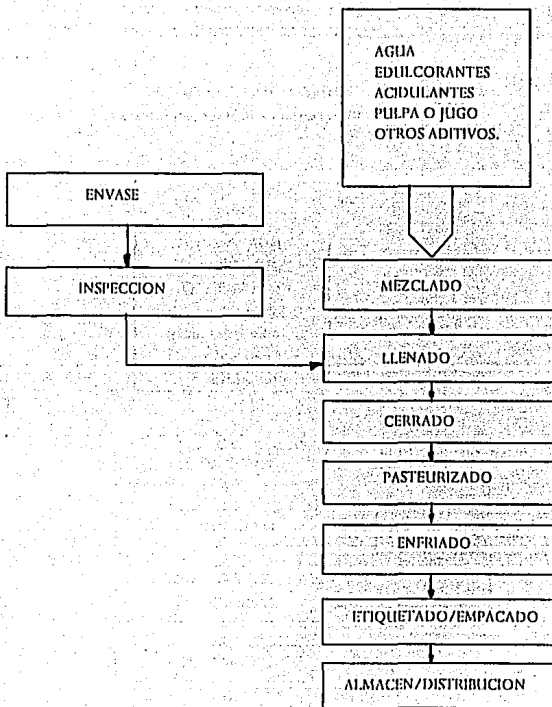 AGUA
EDULCORANTES
ACIDULANTES
PULPA O JUGO
OTROS ADITIVOS.
ENVASE
INSPECCION
MEZCLADO
LLENADO
CERRADO
PASTEURIZADO
ENFRIADO
ETIQUETADO/EMPACADO
ALMACEN/DISTRIBUCION